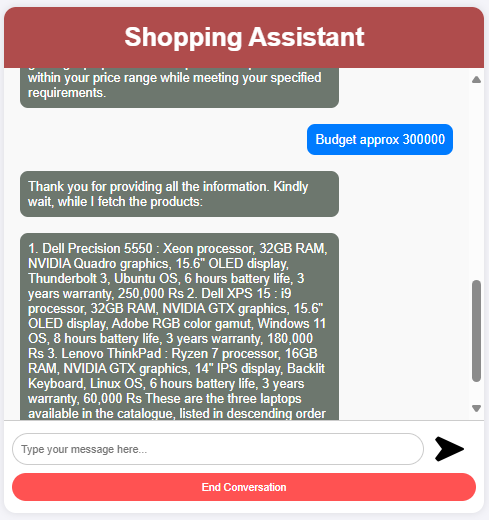 Shopping Assistant
within your price range while meeting your specified
requirements.
Budget approx 300000
Thank you for providing all the information. Kindly
wait, while I fetch the products:
1. Dell Precision 5550 : Xeon processor, 32GB RAM,
NVIDIA Quadro graphics, 15.6" OLED display,
Thunderbolt 3, Ubuntu OS, 6 hours battery life, 3
years warranty, 250,000 Rs 2. Dell XPS 15 : i9
processor, 32GB RAM, NVIDIA GTX graphics, 15.6"
OLED display, Adobe RGB color gamut, Windows 11
OS, 8 hours battery life, 3 years warranty, 180,000
Rs 3. Lenovo ThinkPad : Ryzen 7 processor, 16GB
RAM, NVIDIA GTX graphics, 14" IPS display, Backlit
Keyboard, Linux OS, 6 hours battery life, 3 years
warranty, 60,000 Rs These are the three laptops
available in the catalogue, listed in descending order
Type your message here...
End Conversation